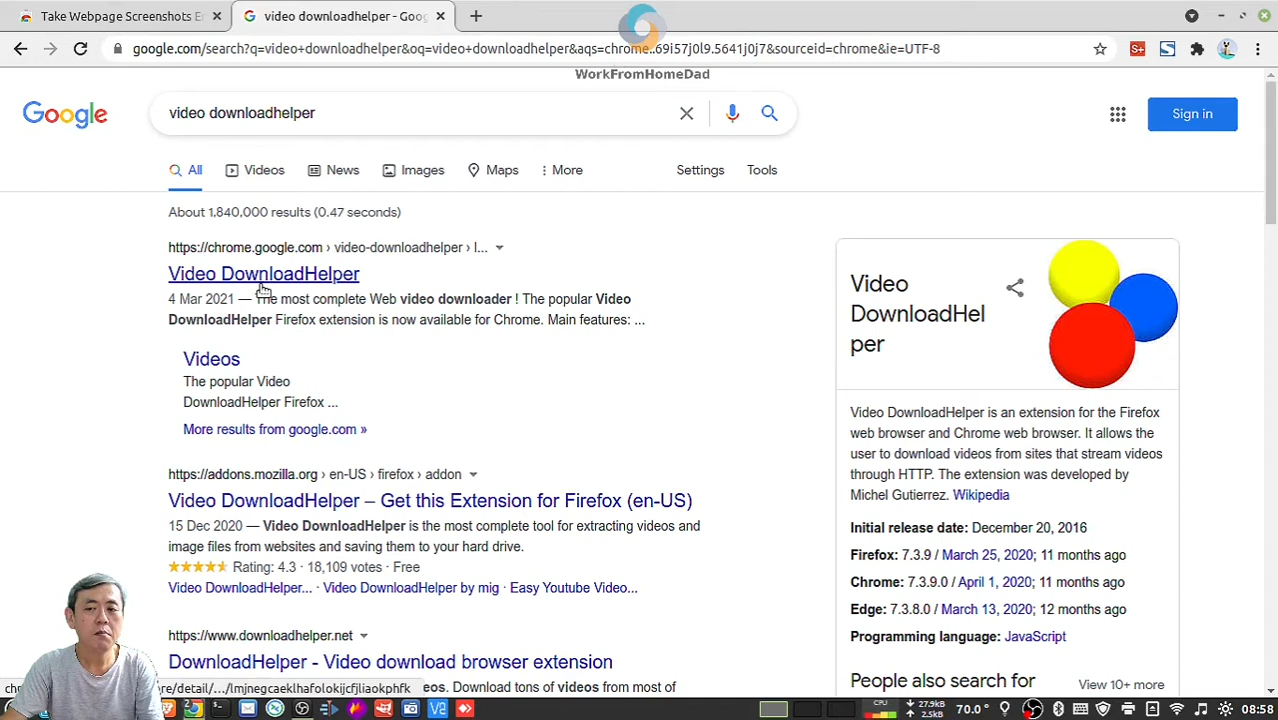 Take Webpage Screenshots E
video downloadhelper - Goog
google.com/search?q=video+downloadhelper&oq=video+downloadhelper&aqs=chrome..69i57j0l9.5641j0j7&sourceid=chrome&ie=UTF-8
WorkFromHomeDad
Google
video downloadhelper
Sign in
All
Videos
News
Images
Maps
More
Settings
Tools
About 1,840,000 results (0.47 seconds)
https://chrome.google.com › video-downloadhelper › l...
Video DownloadHelper
4 Mar 2021 — The most complete Web video downloader ! The popular Video
DownloadHelper Firefox extension is now available for Chrome. Main features: ...
Videos
The popular Video
DownloadHelper Firefox ...
More results from google.com »
https://addons.mozilla.org › en-US › firefox › addon
Video DownloadHelper – Get this Extension for Firefox (en-US)
15 Dec 2020 — Video DownloadHelper is the most complete tool for extracting videos and
image files from websites and saving them to your hard drive.
Rating: 4.3 · 18,109 votes · Free
Video DownloadHelper... · Video DownloadHelper by mig · Easy Youtube Video...
https://www.downloadhelper.net
DownloadHelper - Video download browser extension
eos. Download tons of videos from most of
Video
DownloadHel
per
Video DownloadHelper is an extension for the Firefox
web browser and Chrome web browser. It allows the
user to download videos from sites that stream videos
through HTTP. The extension was developed by
Michel Gutierrez. Wikipedia
Initial release date: December 20, 2016
Firefox: 7.3.9 / March 25, 2020; 11 months ago
Chrome: 7.3.9.0 / April 1, 2020; 11 months ago
Edge: 7.3.8.0 / March 13, 2020; 12 months ago
Programming language: JavaScript
People also search for
View 10+ more
re/detail/.../lmjnegcaeklhafolokijcfjliaokphfk
CPU
27.9kB
2.5kB
70.0°
08:58